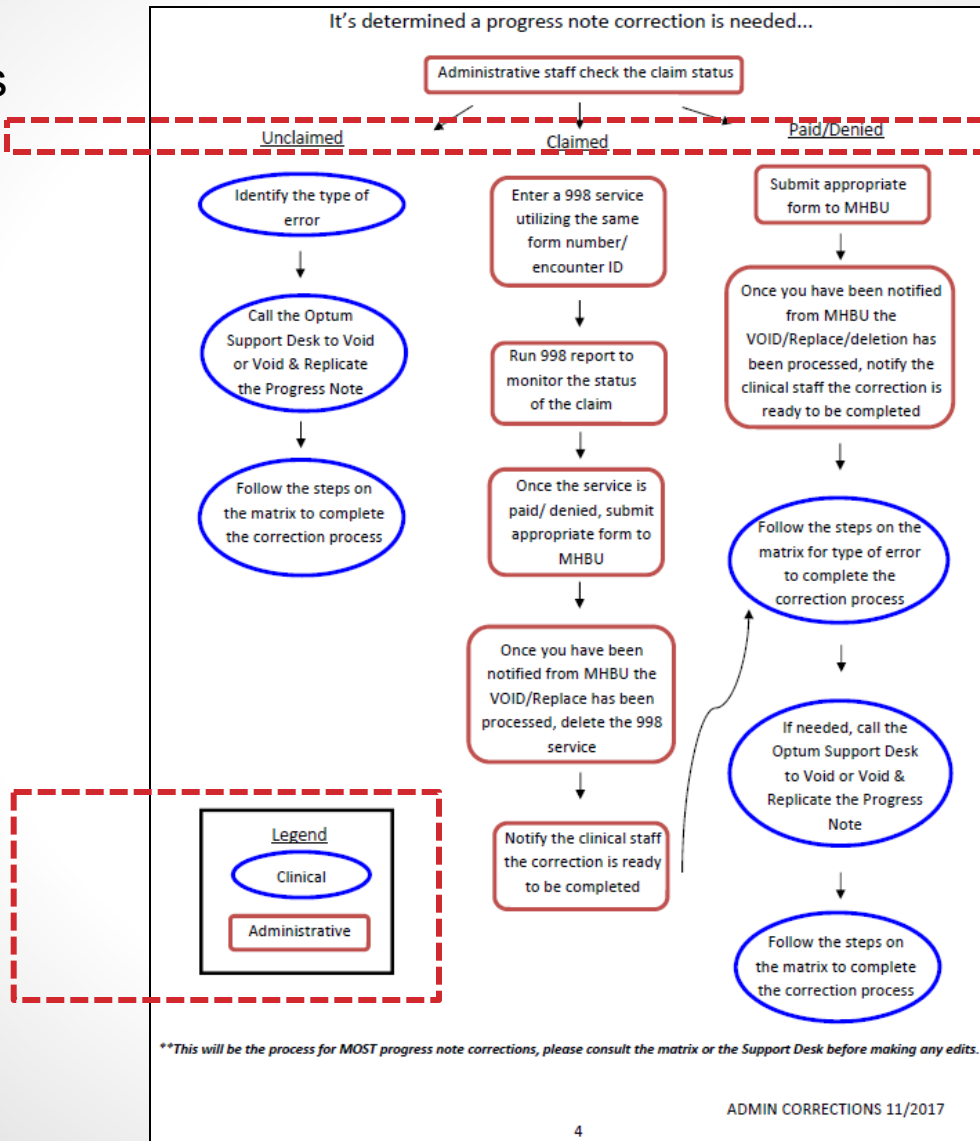 s
It's determined a progress note correction is needed...
Administrative staff check the claim status
Unclaimed
Identify the type of
error
Call the Optum
Support Desk to Void
or Void & Replicate
the Progress Note
Follow the steps on
the matrix to complete
the correction process
Claimed
Enter a 998 service
utilizing the same
form number/
encounter ID
Run 998 report to
monitor the status
of the claim
Once the service is
paid/ denied, submit
appropriate form to
MHBU
Once you have been
notified from MHBU the
VOID/Replace has been
processed, delete the 998
service
Notify the clinical staff
the correction is ready
to be completed
Paid/Denied
Submit appropriate
form to MHBU
Once you have been notified
from MHBU the
VOID/Replace/deletion has
been processed, notify the
clinical staff the correction is
ready to be completed
Follow the steps on the
matrix for type of error
to complete the
correction process
If needed, call the
Optum Support Desk
to Void or Void &
Replicate the Progress
Note
Follow the steps on
the matrix to complete
the correction process
Legend
Clinical
Administrative
**This will be the process for MOST progress note corrections, please consult the matrix or the Support Desk before making any edits.
ADMIN CORRECTIONS 11/2017
4